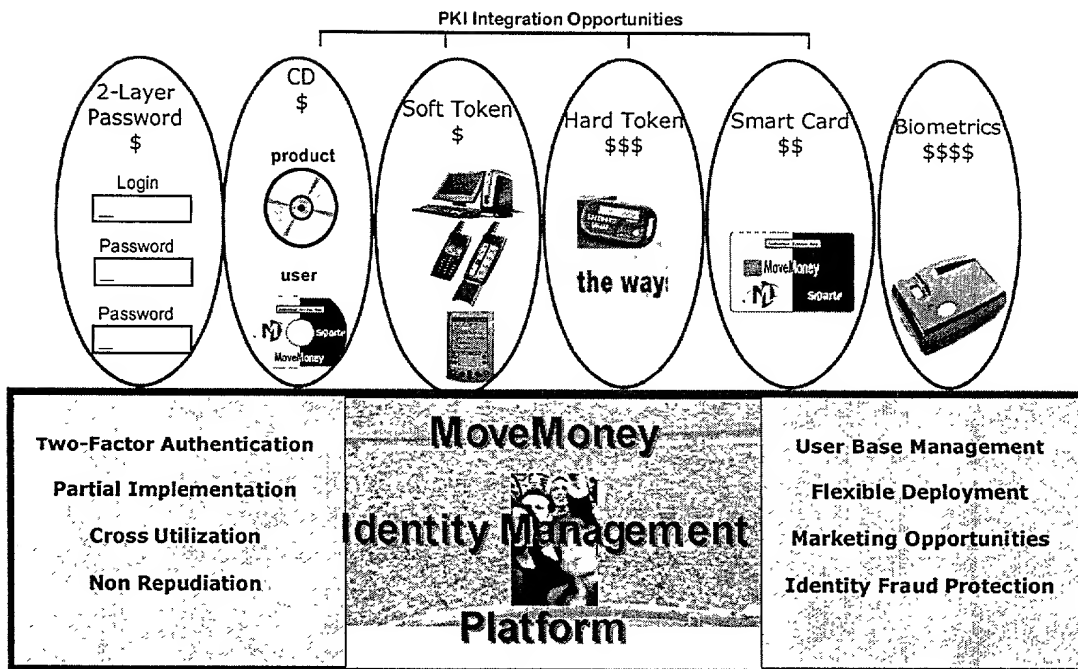 PKI Integration Opportunities
2-Layer
Password
$
Login
Password
Password
CD
$
product
user
MoveMoney
Soft Token
$
Hard Token
$$$
the way
Smart Card
$$
MoveMoney
Biometrics
$$$$
Two-Factor Authentication
Partial Implementation
Cross Utilization
Non Repudiation
MoveMoney
Identity Management
Platform
User Base Management
Flexible Deployment
Marketing Opportunities
Identity Fraud Protection